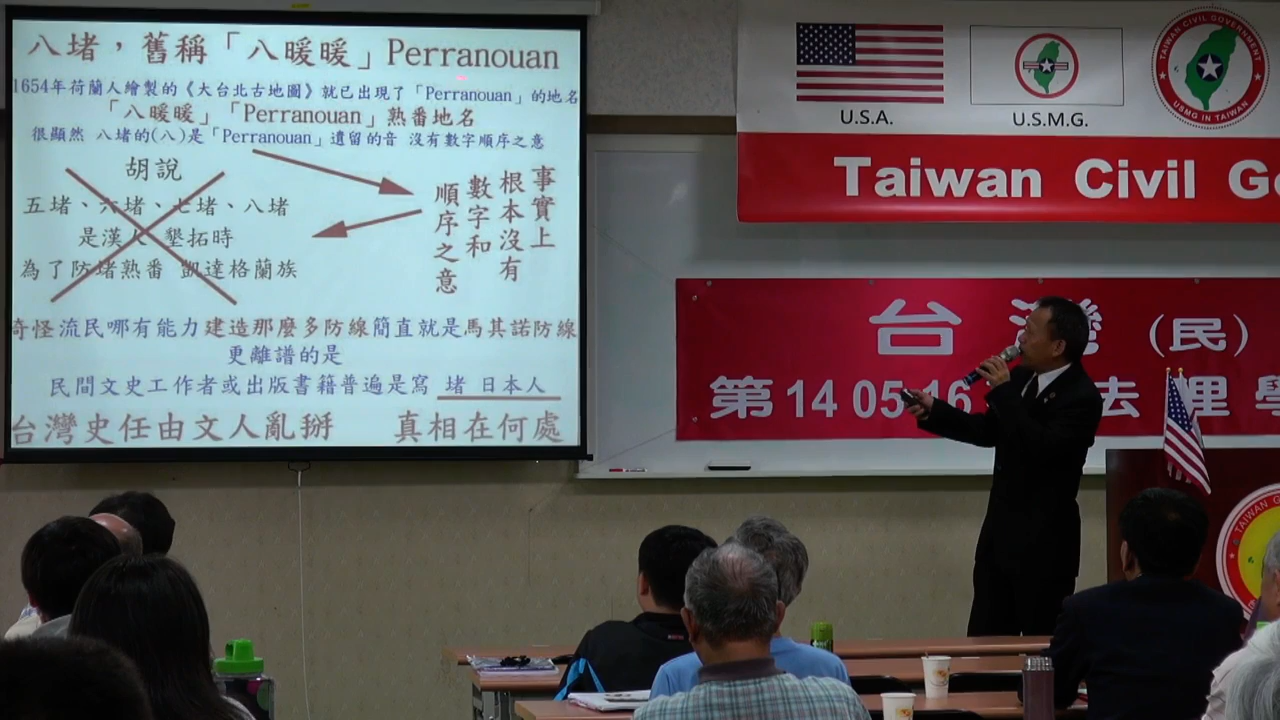 八堵，舊稱「八暖暖」Perranouan
1654年荷蘭人繪製的《大台北古地圖》就已出現了「Perranouan」的地名
「八暖暖」「Perranouan」熟番地名
很顯然 八堵的(八)是「Perranouan」遺留的音 沒有數字順序之意
胡說
五堵、六堵、七堵、八堵
是漢人 墾拓時
為了防堵熟番 凱達格蘭族
事實上
根本沒有
數字和
順序之意
奇怪流民哪有能力建造那麼多防線簡直就是馬其諾防線
更離譜的是
民間文史工作者或出版書籍普遍是寫 堵 日本人
台灣史任由文人亂掰 真相在何處
U.S.A.
U.S.M.G.
TAIWAN CIVIL GOVERNMENT
USMG IN TAIWAN
Taiwan Civil Go
台 灣 (民)
第 14 05 16 去 理 學
TAIWAN G